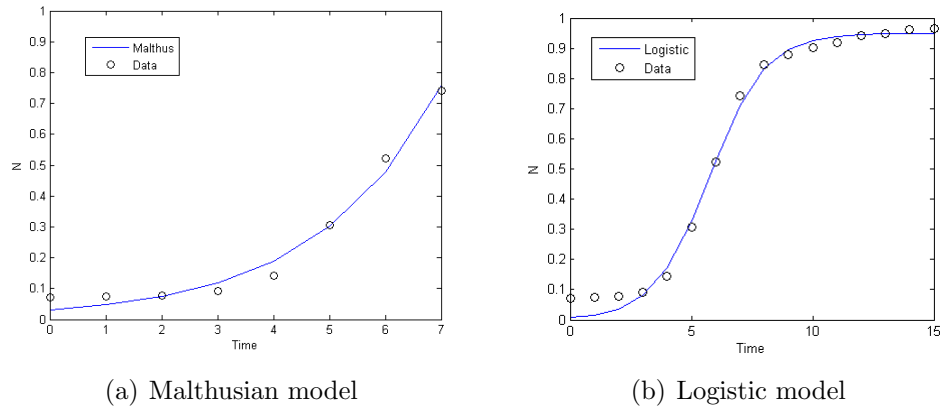 1
0.9
0.8
0.7
0.6
0.5
0.4
0.3
0.2
0.1
0
N
Malthus
Data
0 1 2 3 4 5 6 7
Time
(a) Malthusian model
1
0.9
0.8
0.7
0.6
0.5
0.4
0.3
0.2
0.1
0
N
Logistic
Data
0 5 10 15
Time
(b) Logistic model